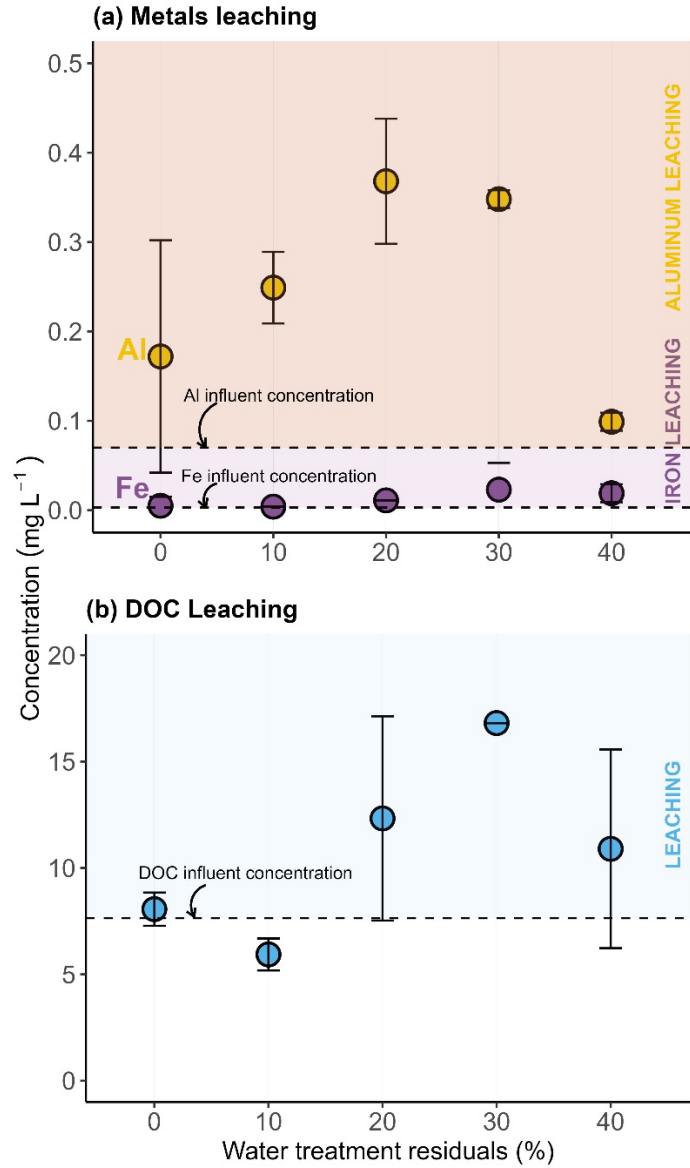 (a) Metals leaching
0.5
0.4
0.3
0.2
0.1
0.0
ALUMINUM LEACHING
IRON LEACHING
Al
Al influent concentration
Fe influent concentration
Fe
0 10 20 30 40
Concentration (mg L⁻¹)
(b) DOC Leaching
20
15
10
5
0
LEACHING
DOC influent concentration
0 10 20 30 40
Water treatment residuals (%)